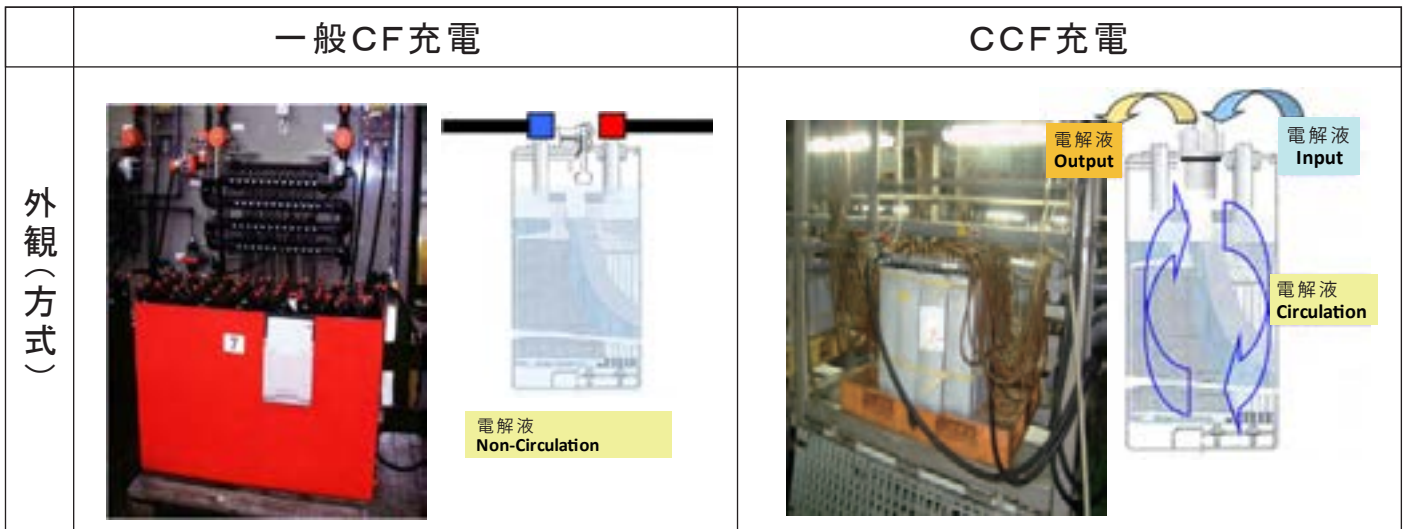 一般CF充電
CCF充電
外観（方式）
7
電解液
Non-Circulation
電解液
Output
電解液
Input
電解液
Circulation